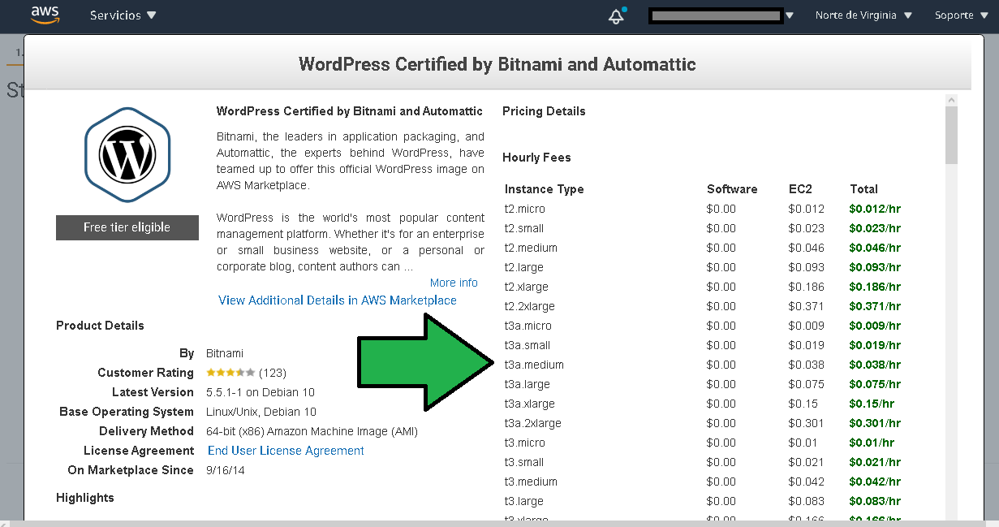 aws
Servicios
Norte de Virginia
Soporte
1.
St
WordPress Certified by Bitnami and Automattic
Free tier eligible
WordPress Certified by Bitnami and Automattic
Bitnami, the leaders in application packaging, and
Automattic, the experts behind WordPress, have
teamed up to offer this official WordPress image on
AWS Marketplace.
WordPress is the world's most popular content
management platform. Whether it's for an enterprise
or small business website, or a personal or
corporate blog, content authors can ...
More info
View Additional Details in AWS Marketplace
Product Details
By Bitnami
Customer Rating (123)
Latest Version 5.5.1-1 on Debian 10
Base Operating System Linux/Unix, Debian 10
Delivery Method 64-bit (x86) Amazon Machine Image (AMI)
License Agreement End User License Agreement
On Marketplace Since 9/16/14
Highlights
Pricing Details
Hourly Fees
Instance Type Software EC2 Total
t2.micro $0.00 $0.012 $0.012/hr
t2.small $0.00 $0.023 $0.023/hr
t2.medium $0.00 $0.046 $0.046/hr
t2.large $0.00 $0.093 $0.093/hr
t2.xlarge $0.00 $0.186 $0.186/hr
t2.2xlarge $0.00 $0.371 $0.371/hr
t3a.micro $0.00 $0.009 $0.009/hr
t3a.small $0.00 $0.019 $0.019/hr
t3a.medium $0.00 $0.038 $0.038/hr
t3a.large $0.00 $0.075 $0.075/hr
t3a.xlarge $0.00 $0.15 $0.15/hr
t3a.2xlarge $0.00 $0.301 $0.301/hr
t3.micro $0.00 $0.01 $0.01/hr
t3.small $0.00 $0.021 $0.021/hr
t3.medium $0.00 $0.042 $0.042/hr
t3.large $0.00 $0.083 $0.083/hr
t3.xlarge $0.00 $0.166 $0.166/hr